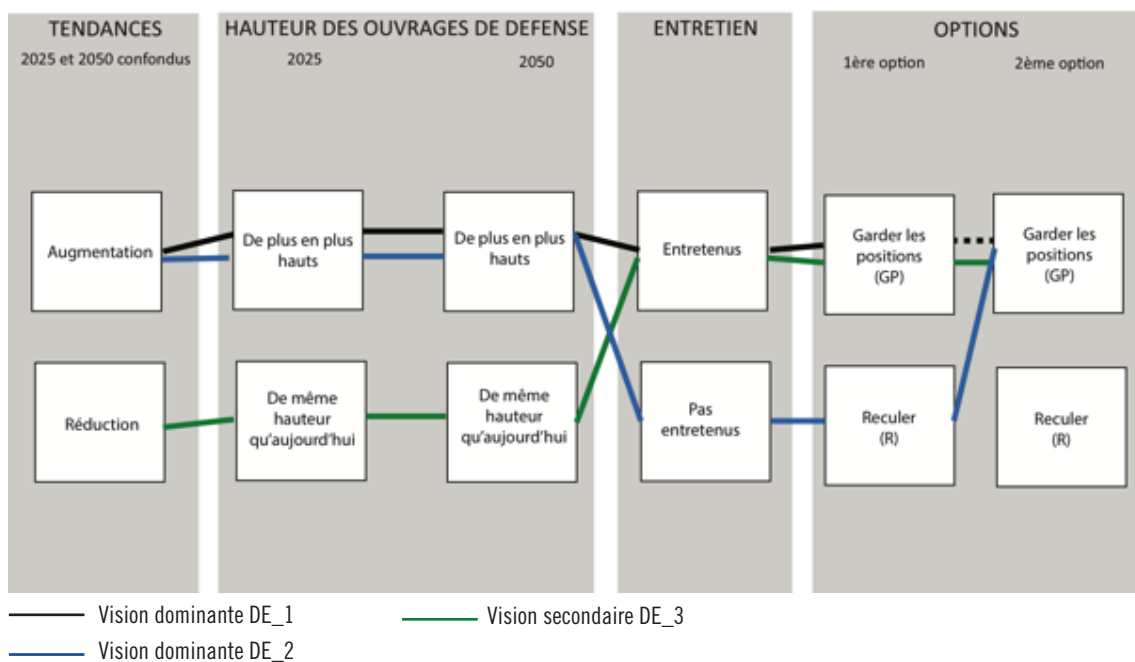 TENDANCES
2025 et 2050 confondus
HAUTEUR DES OUVRAGES DE DEFENSE
2025
2050
ENTRETIEN
OPTIONS
1ère option
2ème option
Augmentation
De plus en plus
hauts
De plus en plus
hauts
Entretenus
Garder les
positions
(GP)
Garder les
positions
(GP)
Réduction
De même
hauteur
qu'aujourd'hui
De même
hauteur
qu'aujourd'hui
Pas
entretenus
Reculer
(R)
Reculer
(R)
Vision dominante DE_1
Vision secondaire DE_3
Vision dominante DE_2